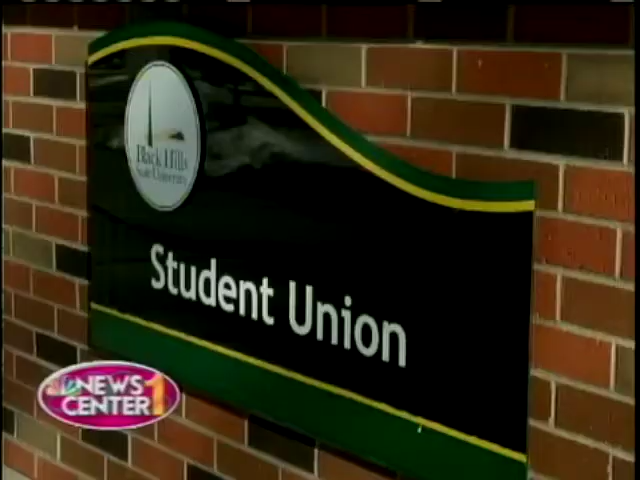 Black Hills
State University
Student Union
NEWS
CENTER 1